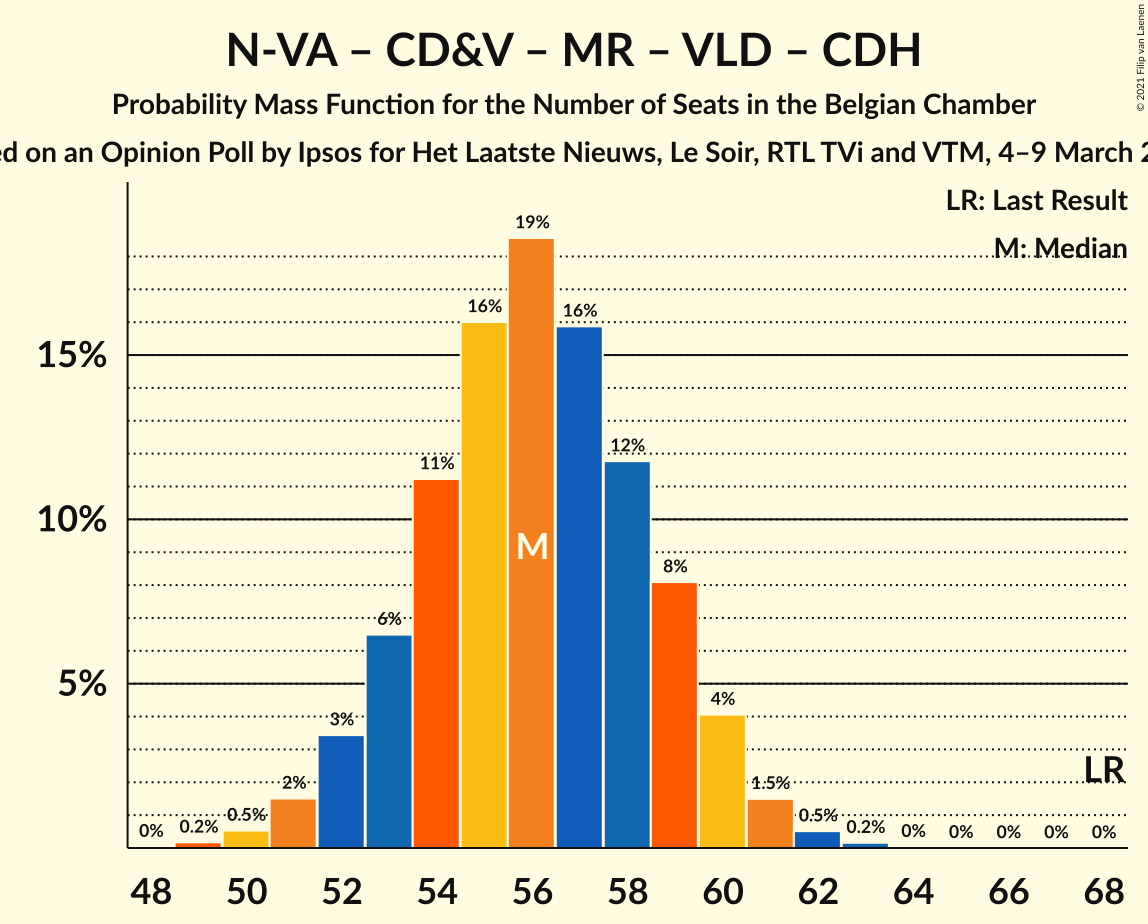 N-VA – CD&V – MR – VLD – CDH
Probability Mass Function for the Number of Seats in the Belgian Chamber
on an Opinion Poll by Ipsos for Het Laatste Nieuws, Le Soir, RTL TVi and VTM, 4–9 March
© 2021 Filip van Laenen
LR: Last Result
M: Median
19%
16% 16%
15%
12%
11%
10%
M
8%
6%
5%
4%
3%
LR
2% 1.5%
0% 0.2% 0.5% 0.5% 0.2% 0% 0% 0% 0% 0%
48 50 52 54 56 58 60 62 64 66 68